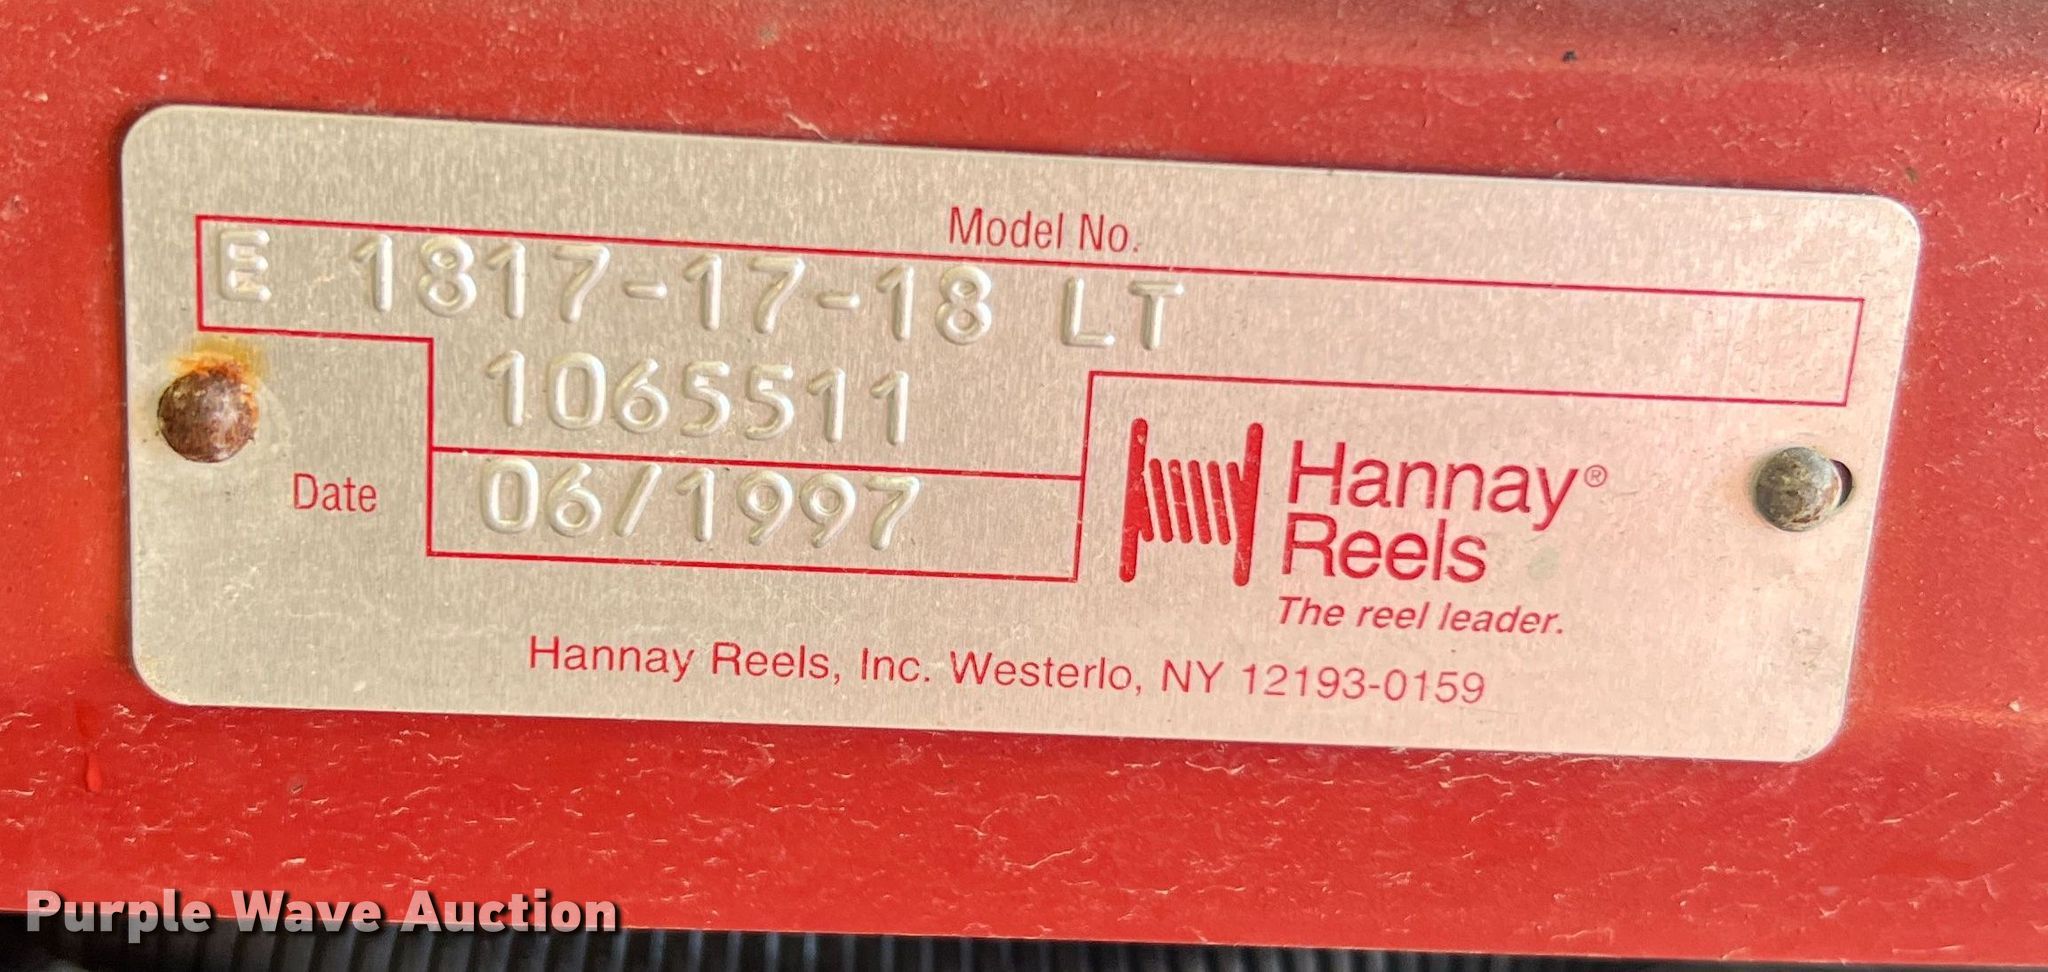 Model No.
E 1817-17-18 LT
1065511
Date 06/1997
Hannay®
Reels
The reel leader.
Hannay Reels, Inc. Westerlo, NY 12193-0159
Purple Wave Auction